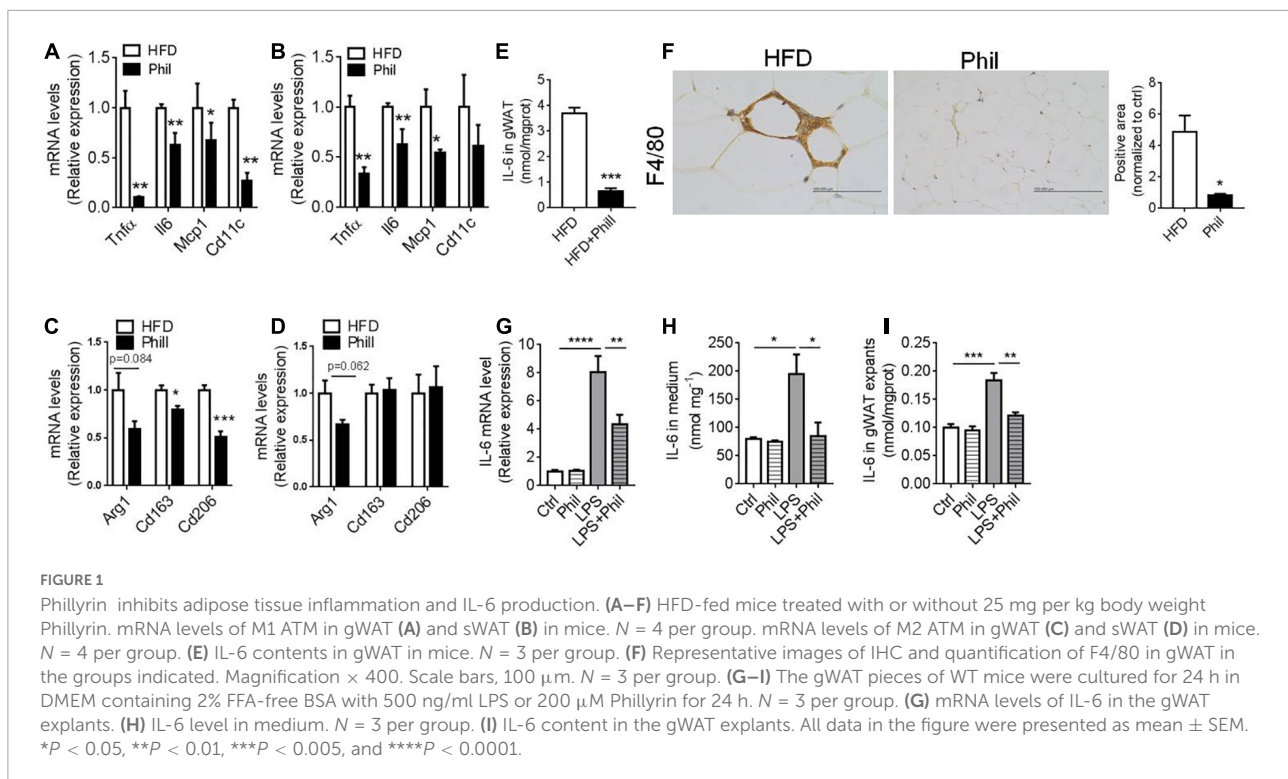 A
HFD
Phil
mRNA levels
(Relative expression)
1.5
1.0
0.5
0.0
**
**
*
**
Tnfα
Il6
Mcp1
Cd11c
B
HFD
Phil
mRNA levels
(Relative expression)
1.5
1.0
0.5
0.0
**
**
*
Tnfα
Il6
Mcp1
Cd11c
E
IL-6 in gWAT
(nmol/mgprot)
5
4
3
2
1
0
***
HFD
HFD+Phill
F
HFD
Phil
F4/80
Positive area
(normalized to ctrl)
8
6
4
2
0
*
HFD
Phil
C
HFD
Phill
p=0.084
mRNA levels
(Relative expression)
1.5
1.0
0.5
0.0
*
***
Arg1
Cd163
Cd206
D
HFD
Phill
p=0.062
mRNA levels
(Relative expression)
1.5
1.0
0.5
0.0
Arg1
Cd163
Cd206
G
IL-6 mRNA level
(Relative expression)
10
8
6
4
2
0
****
**
Ctrl
Phil
LPS
LPS+Phil
H
IL-6 in medium
(nmol mg⁻¹)
250
200
150
100
50
0
*
*
Ctrl
Phil
LPS
LPS+Phil
I
IL-6 in gWAT expants
(nmol/mgprot)
0.25
0.20
0.15
0.10
0.05
0.00
***
**
Ctrl
Phil
LPS
LPS+Phil
FIGURE 1
Phillyrin inhibits adipose tissue inflammation and IL-6 production. (A–F) HFD-fed mice treated with or without 25 mg per kg body weight
Phillyrin. mRNA levels of M1 ATM in gWAT (A) and sWAT (B) in mice. N = 4 per group. mRNA levels of M2 ATM in gWAT (C) and sWAT (D) in mice.
N = 4 per group. (E) IL-6 contents in gWAT in mice. N = 3 per group. (F) Representative images of IHC and quantification of F4/80 in gWAT in
the groups indicated. Magnification × 400. Scale bars, 100 μm. N = 3 per group. (G–I) The gWAT pieces of WT mice were cultured for 24 h in
DMEM containing 2% FFA-free BSA with 500 ng/ml LPS or 200 μM Phillyrin for 24 h. N = 3 per group. (G) mRNA levels of IL-6 in the gWAT
explants. (H) IL-6 level in medium. N = 3 per group. (I) IL-6 content in the gWAT explants. All data in the figure were presented as mean ± SEM.
*P < 0.05, **P < 0.01, ***P < 0.005, and ****P < 0.0001.